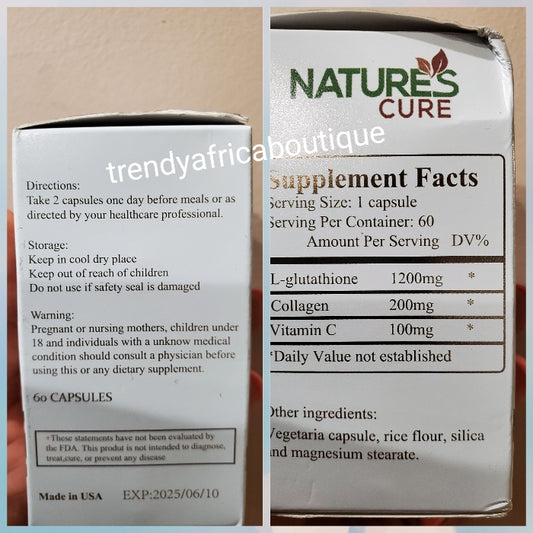 Directions:
Take 2 capsules one day before meals or as
directed by your healthcare professional.
Storage:
Keep in cool dry place
Keep out of reach of children
Do not use if safety seal is damaged
Warning:
Pregnant or nursing mothers, children under
18 and individuals with a unknow medical
condition should consult a physician before
using this or any dietary supplement.
60 CAPSULES
+These statements have not been evaluated by
the FDA. This produt is not intended to diagnose,
treat,cure, or prevent any disease
Made in USA EXP:2025/06/10
trendyafricaboutique
NATURE'S
CURE
Supplement Facts
Serving Size: 1 capsule
Serving Per Container: 60
Amount Per Serving DV%
L-glutathione 1200mg *
Collagen 200mg *
Vitamin C 100mg *
*Daily Value not established
Other ingredients:
Vegetaria capsule, rice flour, silica
and magnesium stearate.